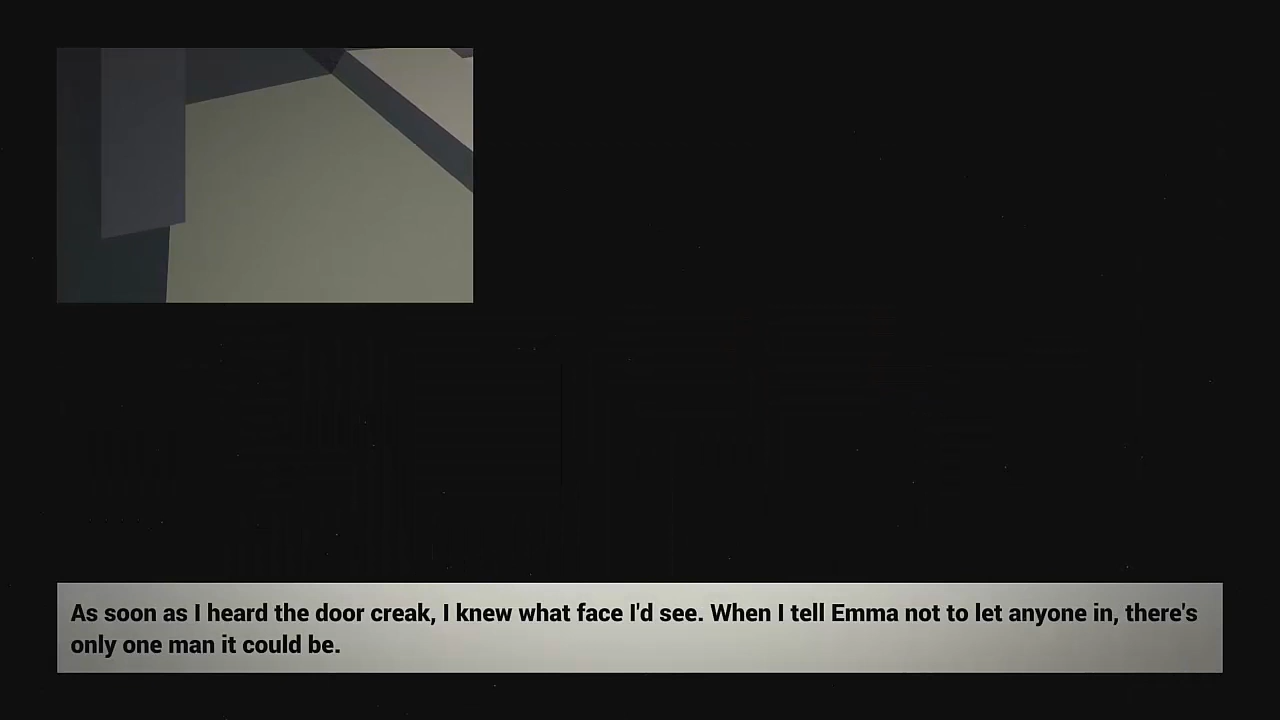 As soon as I heard the door creak, I knew what face I'd see. When I tell Emma not to let anyone in, there's
only one man it could be.